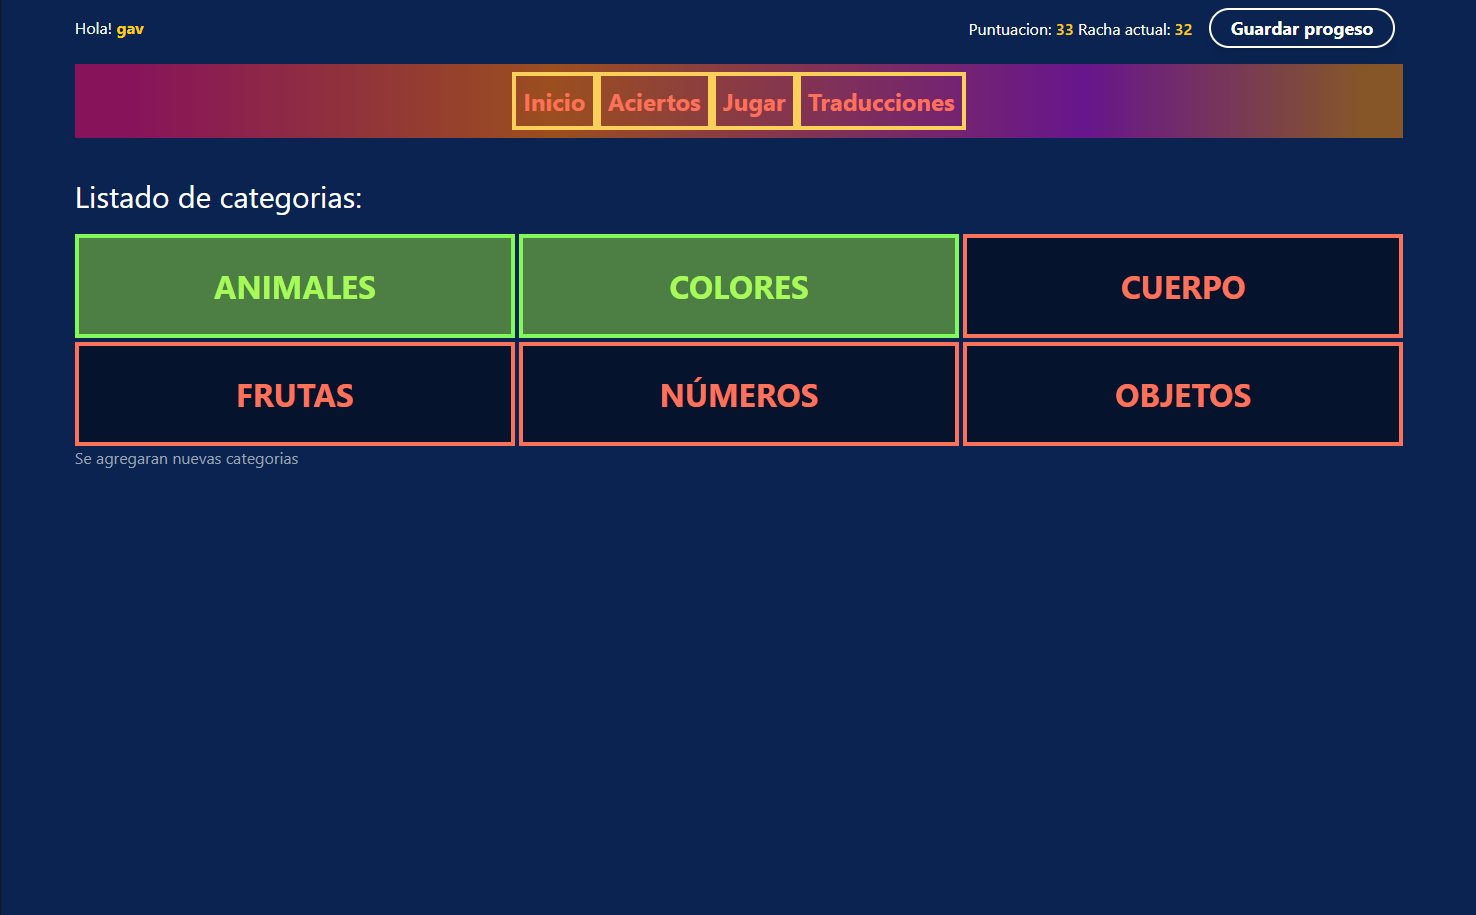 Hola! gav
Puntuacion: 33 Racha actual: 32
Guardar progeso
Inicio Aciertos Jugar Traducciones
Listado de categorias:
ANIMALES COLORES CUERPO
FRUTAS NÚMEROS OBJETOS
Se agregaran nuevas categorias